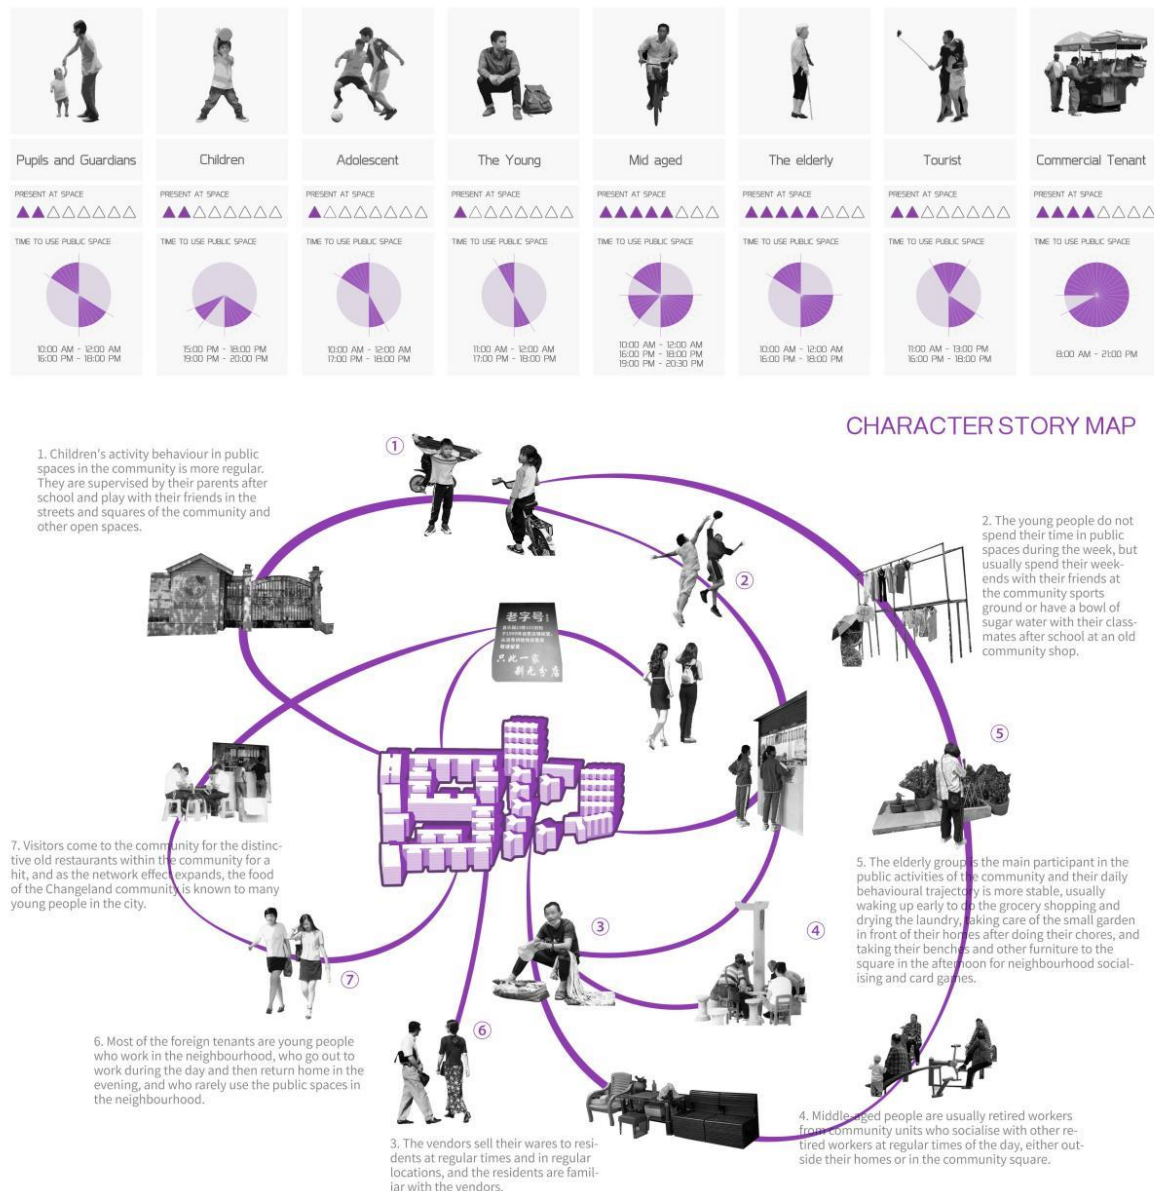 Pupils and Guardians
Children
Adolescent
The Young
Mid aged
The elderly
Tourist
Commercial Tenant
PRESENT AT SPACE
PRESENT AT SPACE
PRESENT AT SPACE
PRESENT AT SPACE
PRESENT AT SPACE
PRESENT AT SPACE
PRESENT AT SPACE
PRESENT AT SPACE
TIME TO USE PUBLIC SPACE
TIME TO USE PUBLIC SPACE
TIME TO USE PUBLIC SPACE
TIME TO USE PUBLIC SPACE
TIME TO USE PUBLIC SPACE
TIME TO USE PUBLIC SPACE
TIME TO USE PUBLIC SPACE
TIME TO USE PUBLIC SPACE
10:00 AM - 12:00 AM
16:00 PM - 18:00 PM
15:00 PM - 18:00 PM
19:00 PM - 20:00 PM
10:00 AM - 12:00 AM
17:00 PM - 18:00 PM
11:00 AM - 12:00 AM
17:00 PM - 18:00 PM
10:00 AM - 12:00 AM
16:00 PM - 18:00 PM
19:00 PM - 20:30 PM
10:00 AM - 12:00 AM
16:00 PM - 18:00 PM
11:00 AM - 13:00 PM
16:00 PM - 18:00 PM
8:00 AM - 21:00 PM
CHARACTER STORY MAP
1. Children's activity behaviour in public
spaces in the community is more regular.
They are supervised by their parents after
school and play with their friends in the
streets and squares of the community and
other open spaces.
①
②
2. The young people do not
spend their time in public
spaces during the week, but
usually spend their week-
ends with their friends at
the community sports
ground or have a bowl of
sugar water with their class-
mates after school at an old
community shop.
老字号
只此一家
别无分店
⑤
7. Visitors come to the community for the distinc-
tive old restaurants within the community for a
hit, and as the network effect expands, the food
of the Changeland community is known to many
young people in the city.
5. The elderly group is the main participant in the
public activities of the community and their daily
behavioural trajectory is more stable, usually
waking up early to do the grocery shopping and
drying the laundry, taking care of the small garden
in front of their homes after doing their chores, and
taking their benches and other furniture to the
square in the afternoon for neighbourhood social-
ising and card games.
③
④
⑦
⑥
6. Most of the foreign tenants are young people
who work in the neighbourhood, who go out to
work during the day and then return home in the
evening, and who rarely use the public spaces in
the neighbourhood.
3. The vendors sell their wares to resi-
dents at regular times and in regular
locations, and the residents are famil-
iar with the vendors.
4. Middle-aged people are usually retired workers
from community units who socialise with other re-
tired workers at regular times of the day, either out-
side their homes or in the community square.